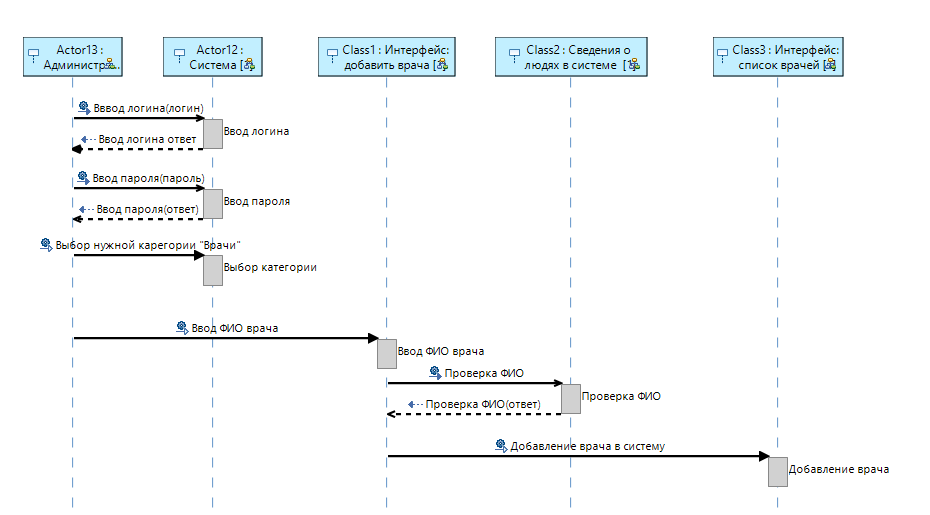 Actor13 :
Администр...
Actor12 :
Система [
Class1 : Интерфейс:
добавить врача [
Class2 : Сведения о
людях в системе [
Class3 : Интерфейс:
список врачей [
Вввод логина(логин)
Ввод логина
Ввод логина ответ
Ввод пароля(пароль)
Ввод пароля
Ввод пароля(ответ)
Выбор нужной карегории "Врачи"
Выбор категории
Ввод ФИО врача
Ввод ФИО врача
Проверка ФИО
Проверка ФИО
Проверка ФИО(ответ)
Добавление врача в систему
Добавление врача